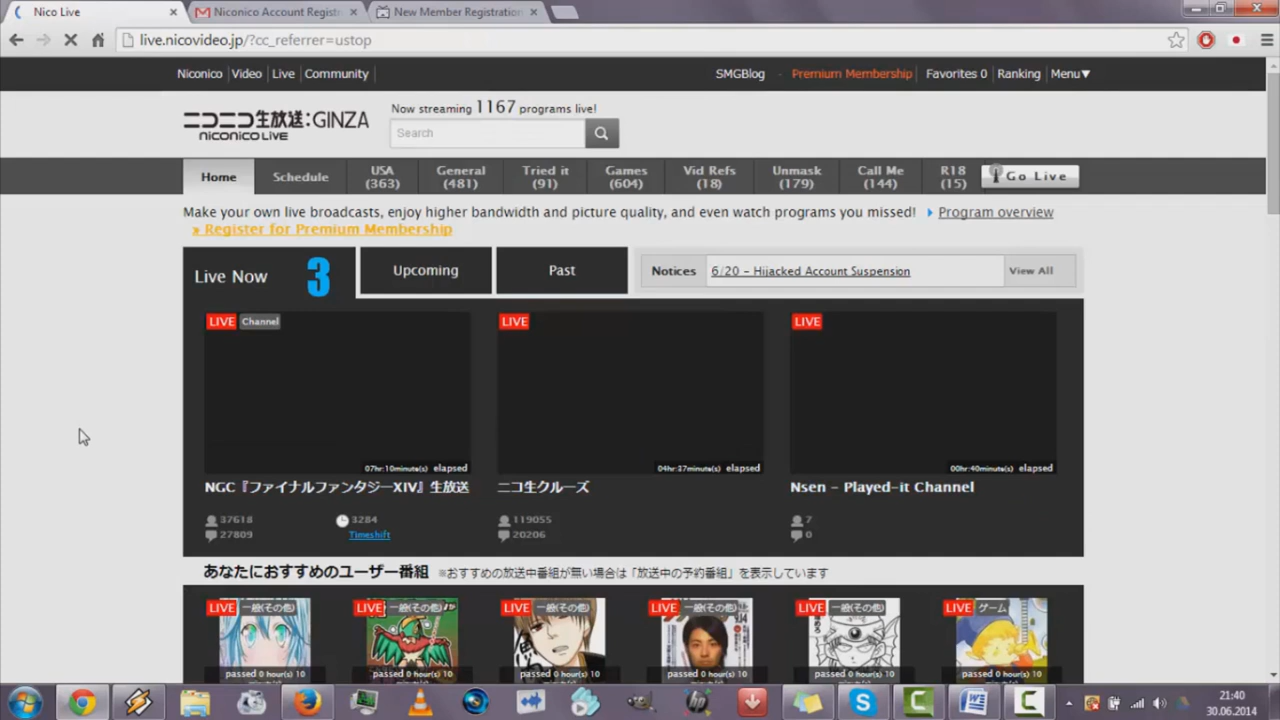 Nico Live
Niconico Account Registr
New Member Registration
live.nicovideo.jp/?cc_referrer=ustop
Niconico Video Live Community
SMGBlog Premium Membership Favorites 0 Ranking Menu▼
ニコニコ生放送:GINZA
niconico LIVE
Now streaming 1167 programs live!
Search
Home Schedule USA (363) General (481) Tried it (91) Games (604) Vid Refs (18) Unmask (179) Call Me (144) R18 (15) Go Live
Make your own live broadcasts, enjoy higher bandwidth and picture quality, and even watch programs you missed! Program overview
» Register for Premium Membership
Live Now 3 Upcoming Past Notices 6/20 - Hijacked Account Suspension View All
LIVE Channel LIVE LIVE
07hr:10minute(s) elapsed 04hr:37minute(s) elapsed 00hr:40minute(s) elapsed
NGC『ファイナルファンタジーXIV』生放送 ニコ生クルーズ Nsen - Played-it Channel
37618 3284 119055 7
27809 Timeshift 20206 0
あなたにおすすめのユーザー番組 ※おすすめの放送中番組が無い場合は「放送中の予約番組」を表示しています
LIVE 一般(その他) LIVE 一般(その他) LIVE 一般(その他) LIVE 一般(その他) LIVE 一般(その他) LIVE ゲーム
passed 0 hour(s) 10 passed 0 hour(s) 10 passed 0 hour(s) 10 passed 0 hour(s) 10 passed 0 hour(s) 10 passed 0 hour(s) 10
21:40
30.06.2014